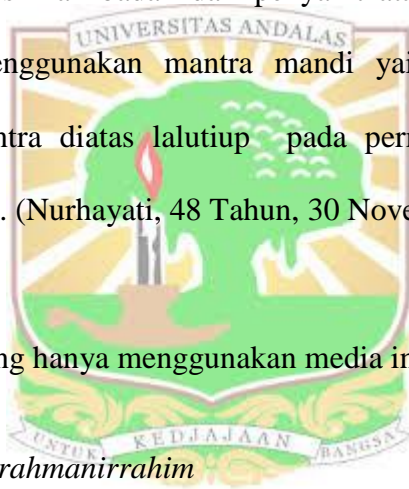 UNIVERSITAS ANDALAS
enggunakan mantra mandi yai
ntra diatas lalutiup pada per
. (Nurhayati, 48 Tahun, 30 Nove
ng hanya menggunakan media in
UNTUK KEDJAJAAN BANGSA
rahmanirrahim